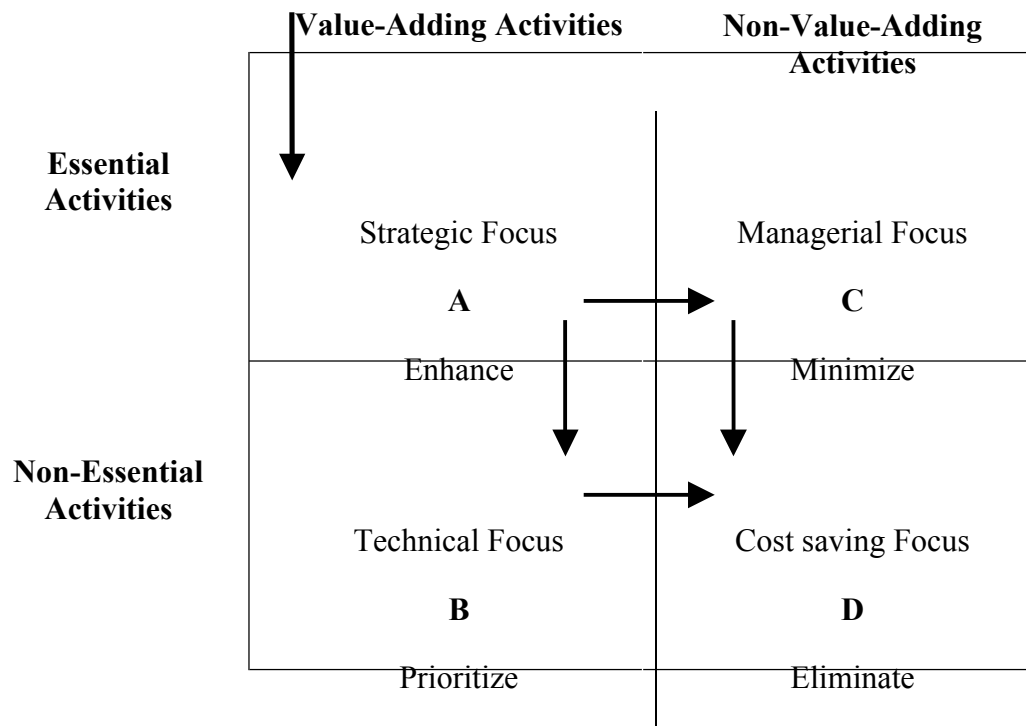 Value-Adding Activities
Non-Value-Adding
Activities
Essential
Activities
Strategic Focus
A
Enhance
Managerial Focus
C
Minimize
Non-Essential
Activities
Technical Focus
B
Prioritize
Cost saving Focus
D
Eliminate